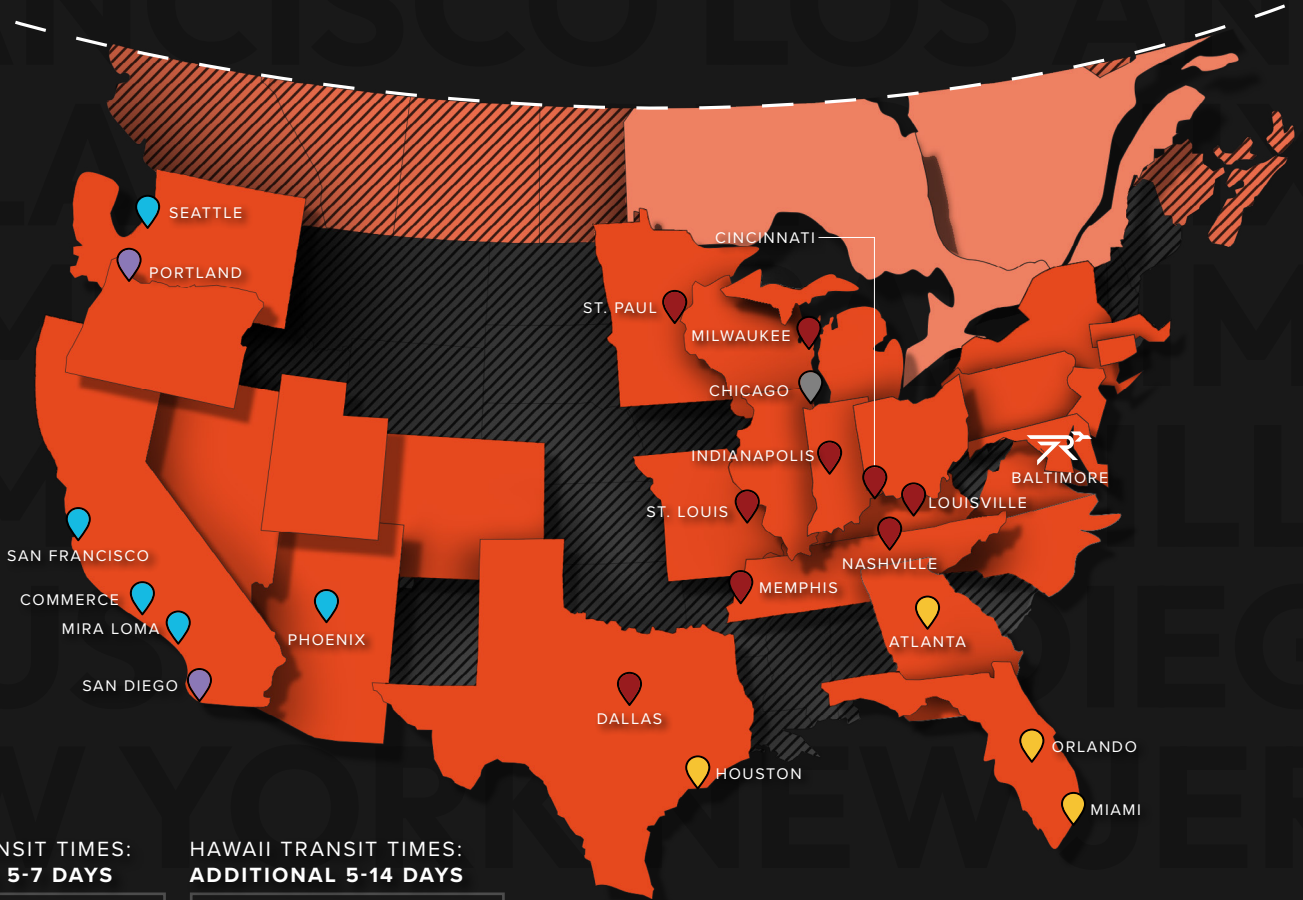 SEATTLE
PORTLAND
CINCINNATI
ST. PAUL
MILWAUKEE
CHICAGO
INDIANAPOLIS
BALTIMORE
LOUISVILLE
ST. LOUIS
SAN FRANCISCO
NASHVILLE
MEMPHIS
COMMERCE
MIRA LOMA
PHOENIX
ATLANTA
SAN DIEGO
DALLAS
ORLANDO
HOUSTON
MIAMI
NSIT TIMES:
5-7 DAYS
HAWAII TRANSIT TIMES:
ADDITIONAL 5-14 DAYS